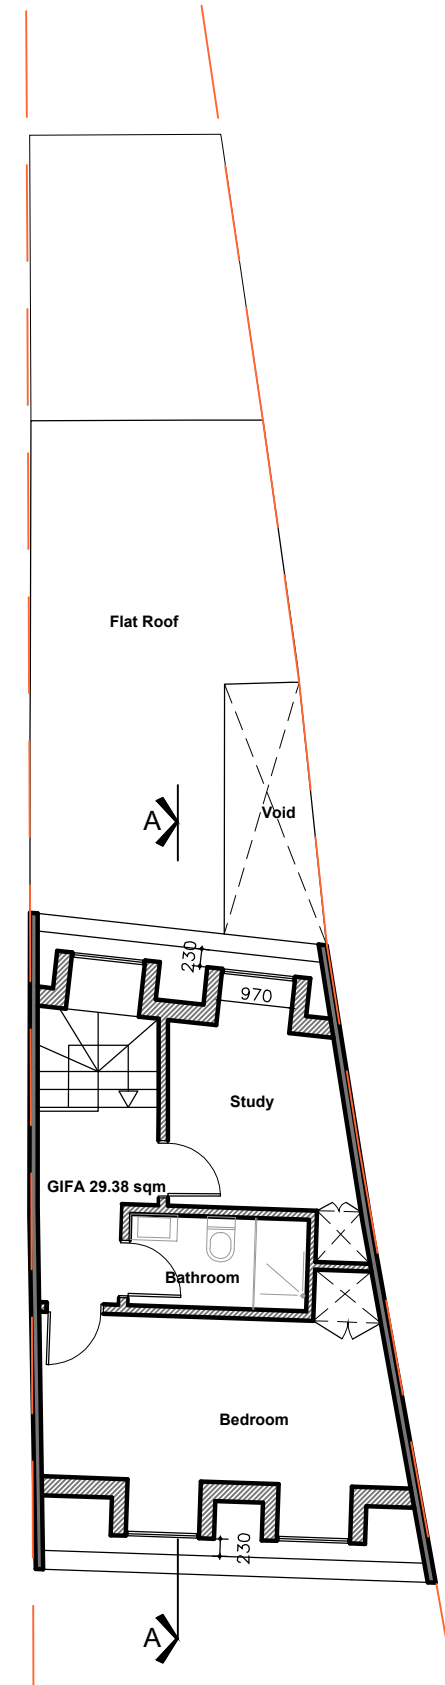 Flat Roof
Void
A
230
970
Study
GIFA 29.38 sqm
Bathroom
Bedroom
230
A